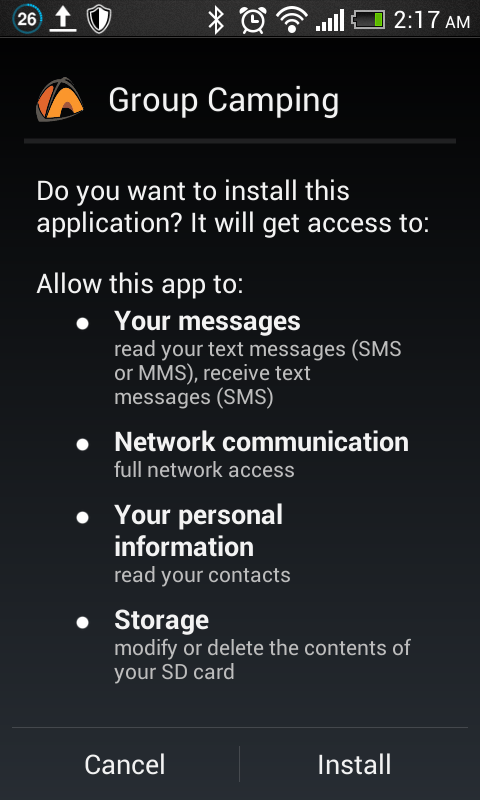 26 2:17 AM
Group Camping
Do you want to install this
application? It will get access to:
Allow this app to:
Your messages
read your text messages (SMS
or MMS), receive text
messages (SMS)
Network communication
full network access
Your personal
information
read your contacts
Storage
modify or delete the contents of
your SD card
Cancel Install